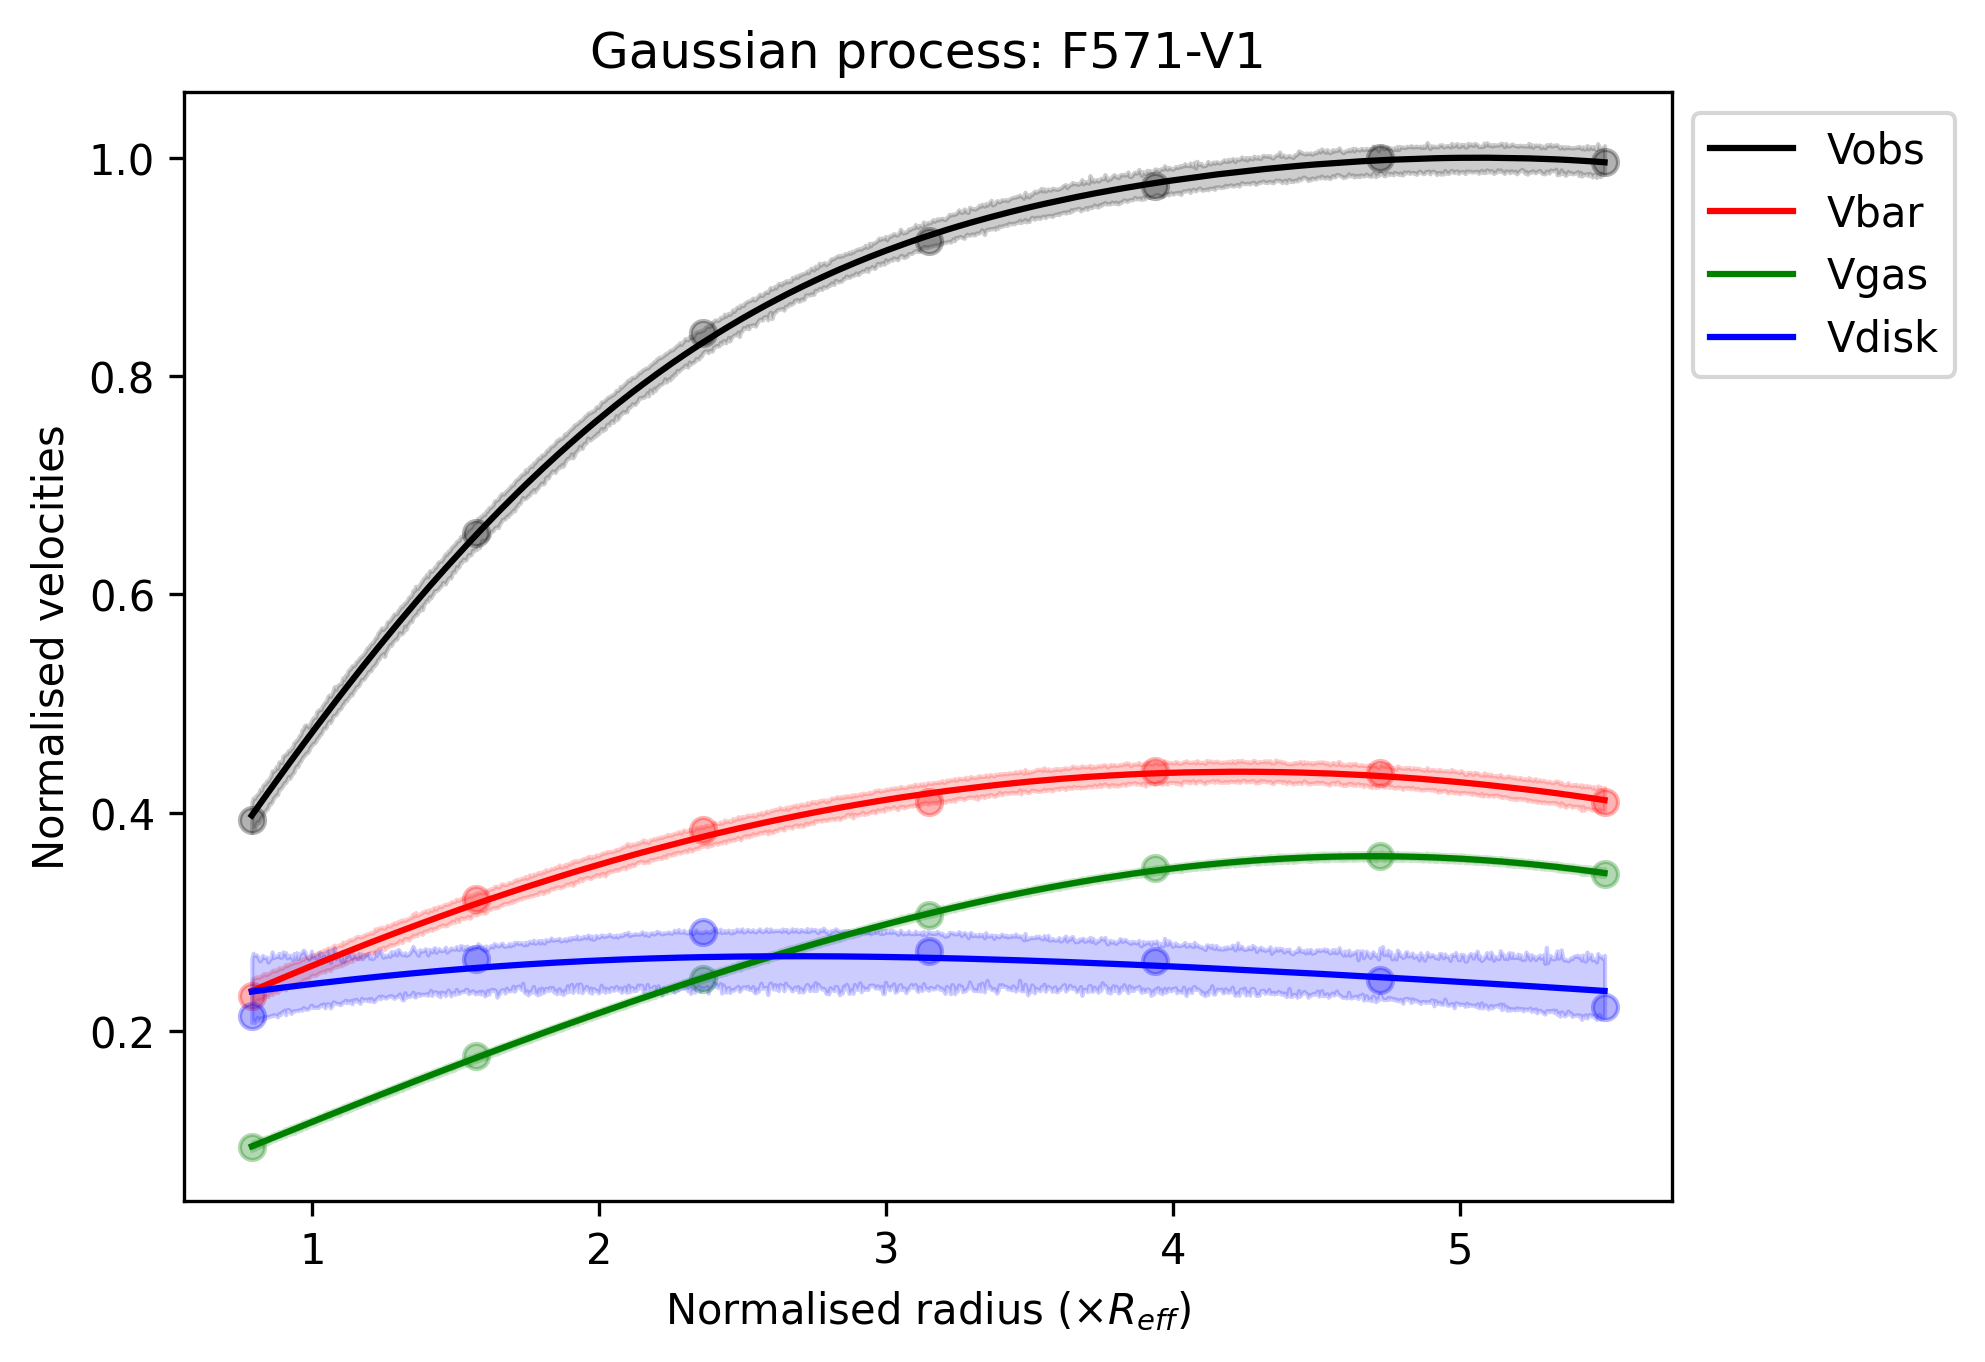 Gaussian process: F571-V1
Normalised velocities
1.0
0.8
0.6
0.4
0.2
1 2 3 4 5
Normalised radius (×R_eff)
Vobs
Vbar
Vgas
Vdisk